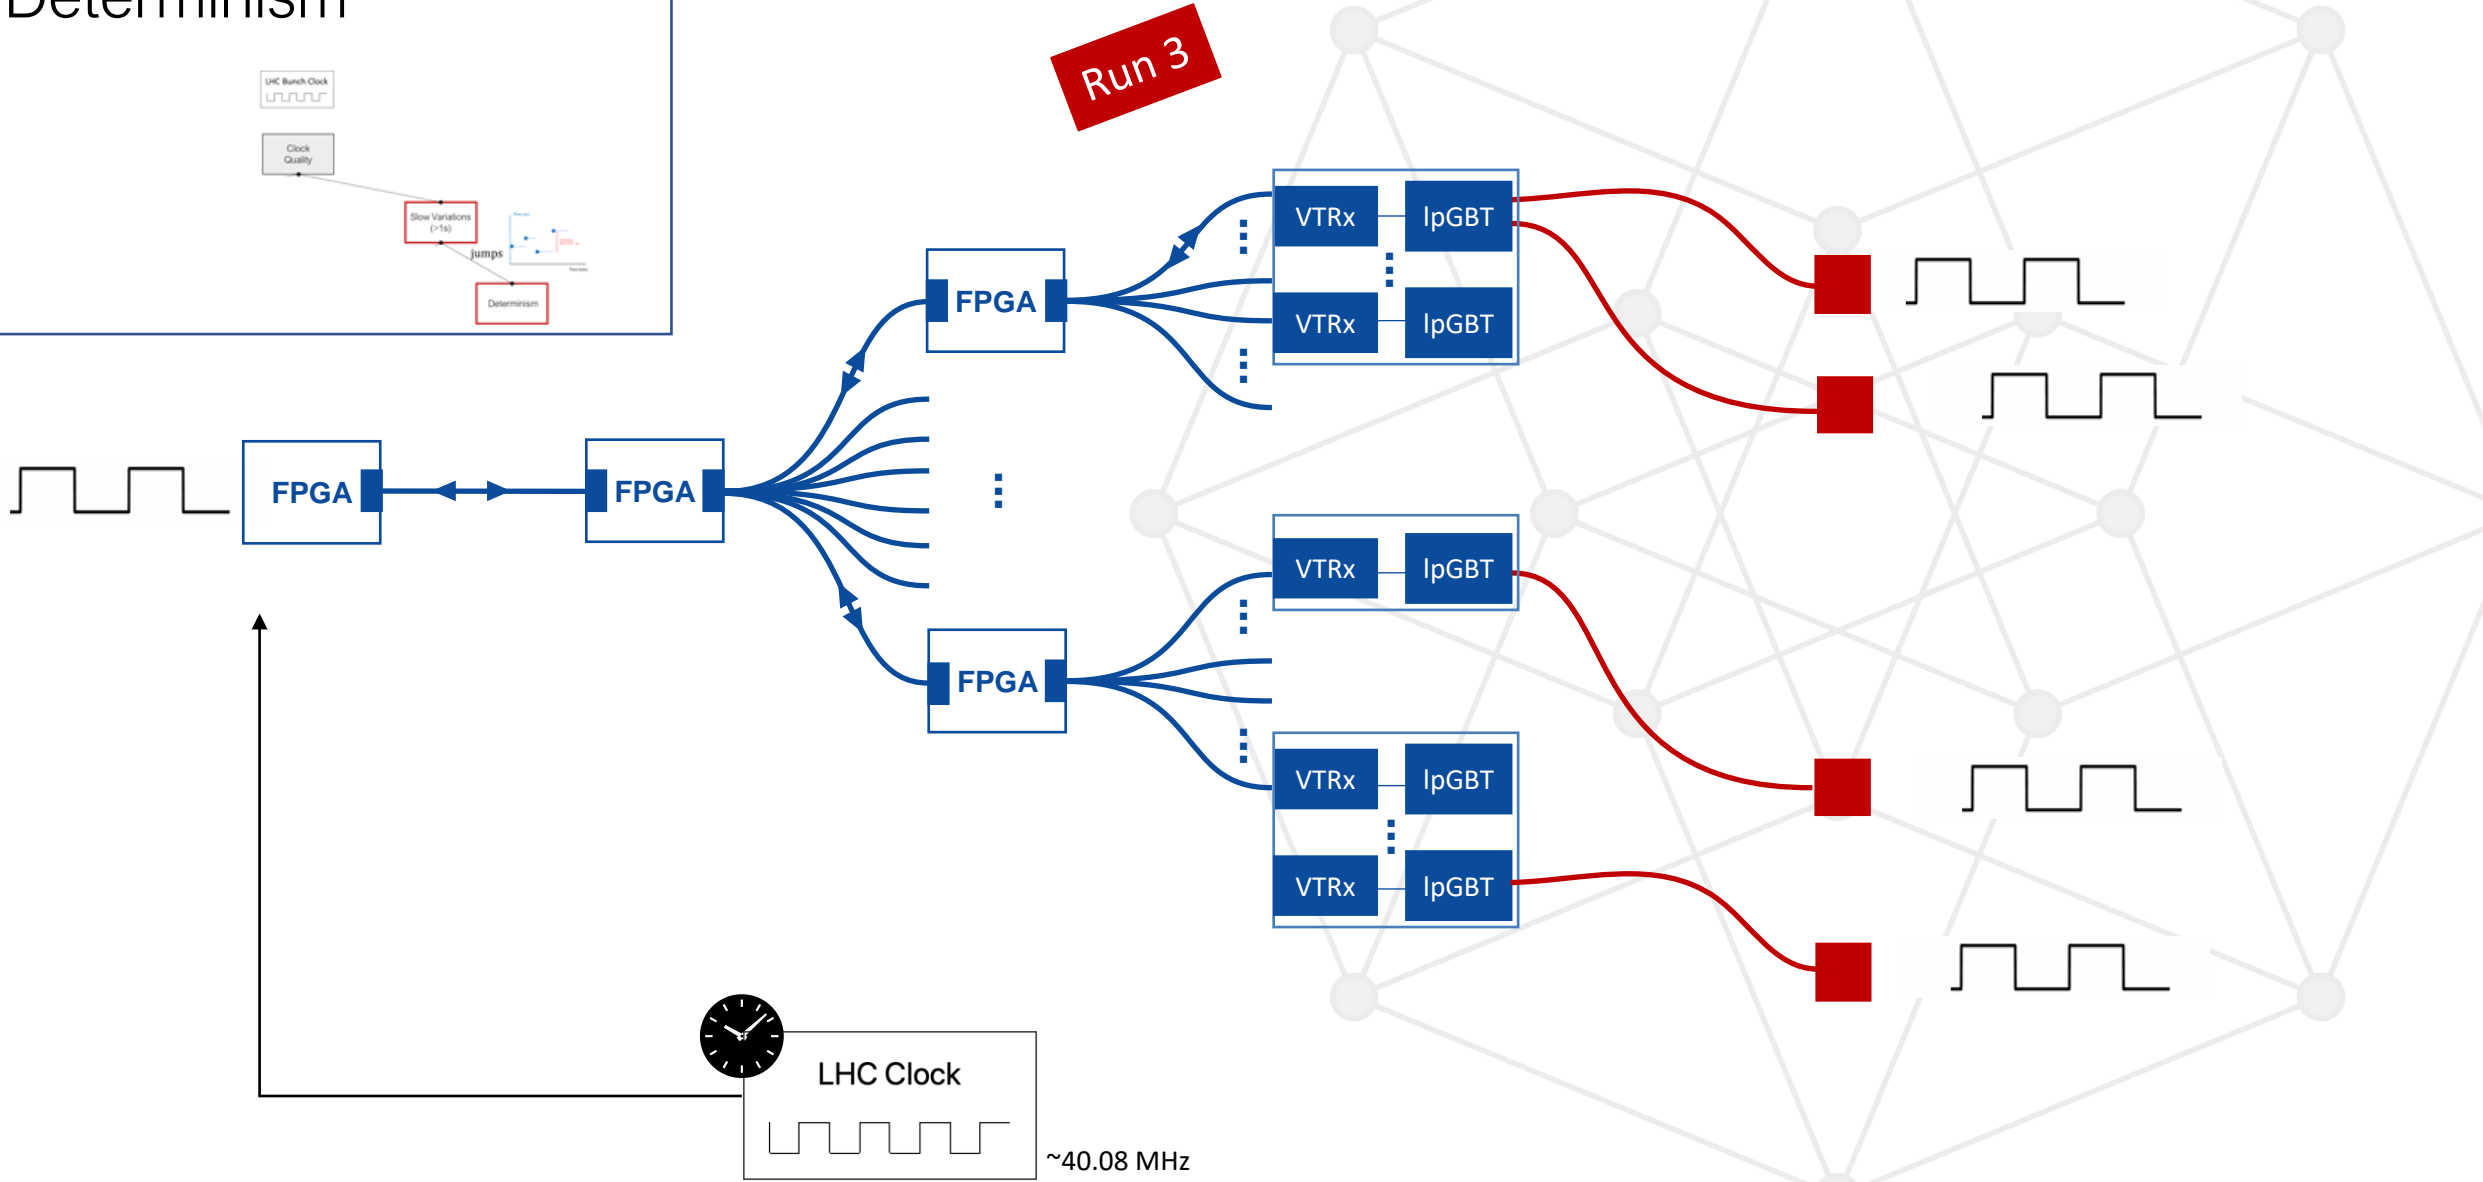 Determinism
LHC Bunch Clock
Clock
Quality
Slow Variations
(>1s)
jumps
Determinism
Run 3
FPGA
FPGA
FPGA
FPGA
VTRx
lpGBT
VTRx
lpGBT
VTRx
lpGBT
VTRx
lpGBT
VTRx
lpGBT
LHC Clock
~40.08 MHz